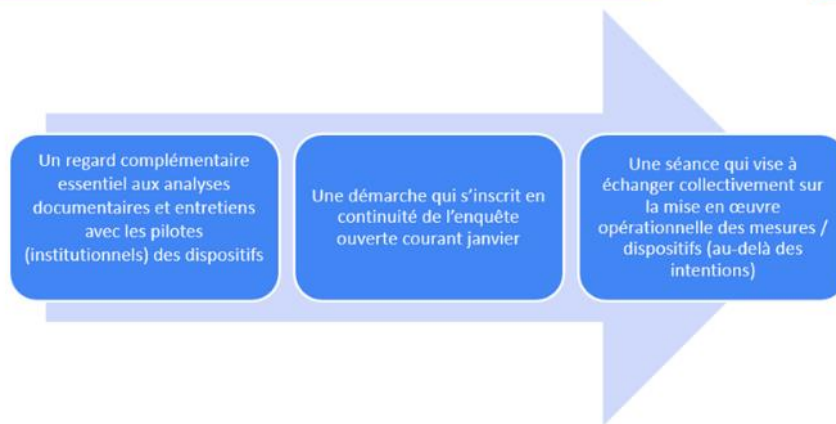 Un regard complémentaire
essentiel aux analyses
documentaires et entretiens
avec les pilotes
(institutionnels) des dispositifs
Une démarche qui s’inscrit en
continuité de l’enquête
ouverte courant janvier
Une séance qui vise à
échanger collectivement sur
la mise en œuvre
opérationnelle des mesures /
dispositifs (au-delà des
intentions)